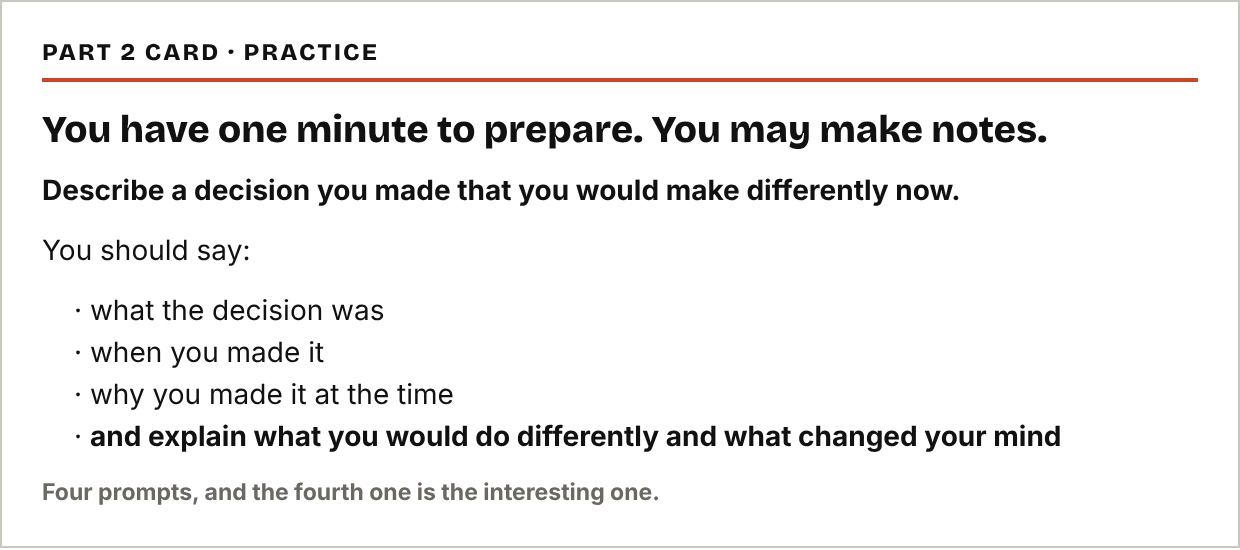 PART 2 CARD · PRACTICE
You have one minute to prepare. You may make notes.
Describe a decision you made that you would make differently now.
You should say:
· what the decision was
· when you made it
· why you made it at the time
· and explain what you would do differently and what changed your mind
Four prompts, and the fourth one is the interesting one.